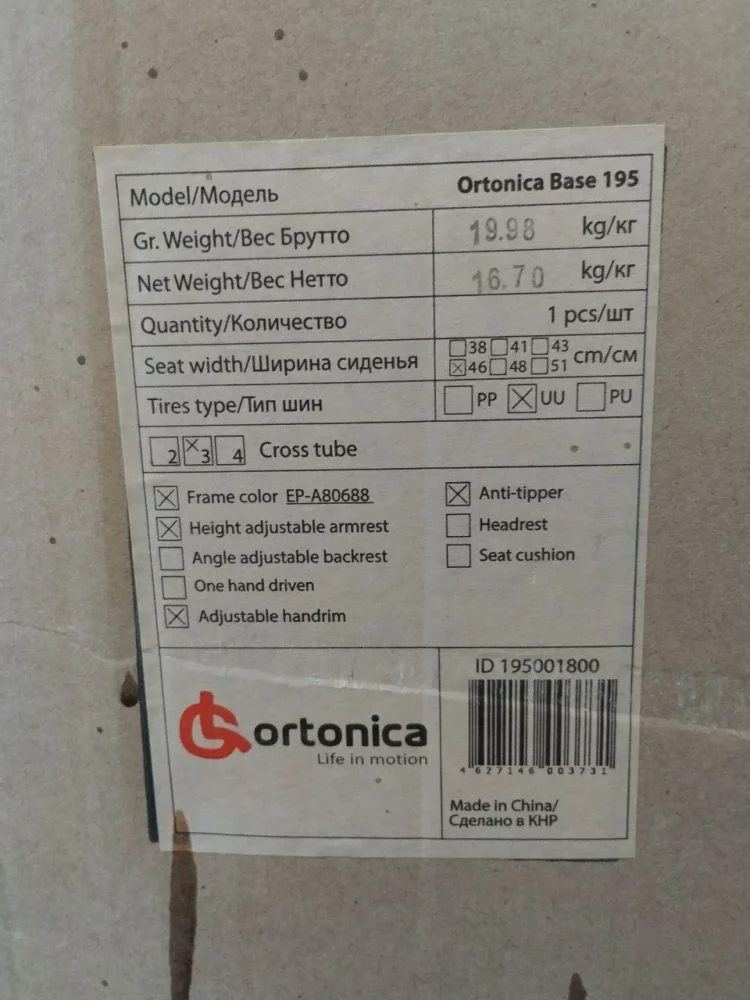 Model/Модель Ortonica Base 195
Gr. Weight/Вес Брутто 19.98 kg/кг
Net Weight/Вес Нетто 16.70 kg/кг
Quantity/Количество 1 pcs/шт
Seat width/Ширина сиденья 38 41 43 cm/см
46 48 51
Tires type/Тип шин PP UU PU
2 3 4 Cross tube
Frame color EP-A80688
Height adjustable armrest
Angle adjustable backrest
One hand driven
Adjustable handrim
Anti-tipper
Headrest
Seat cushion
ortonica
Life in motion
ID 195001800
4 627146 003731
Made in China/
Сделано в КНР